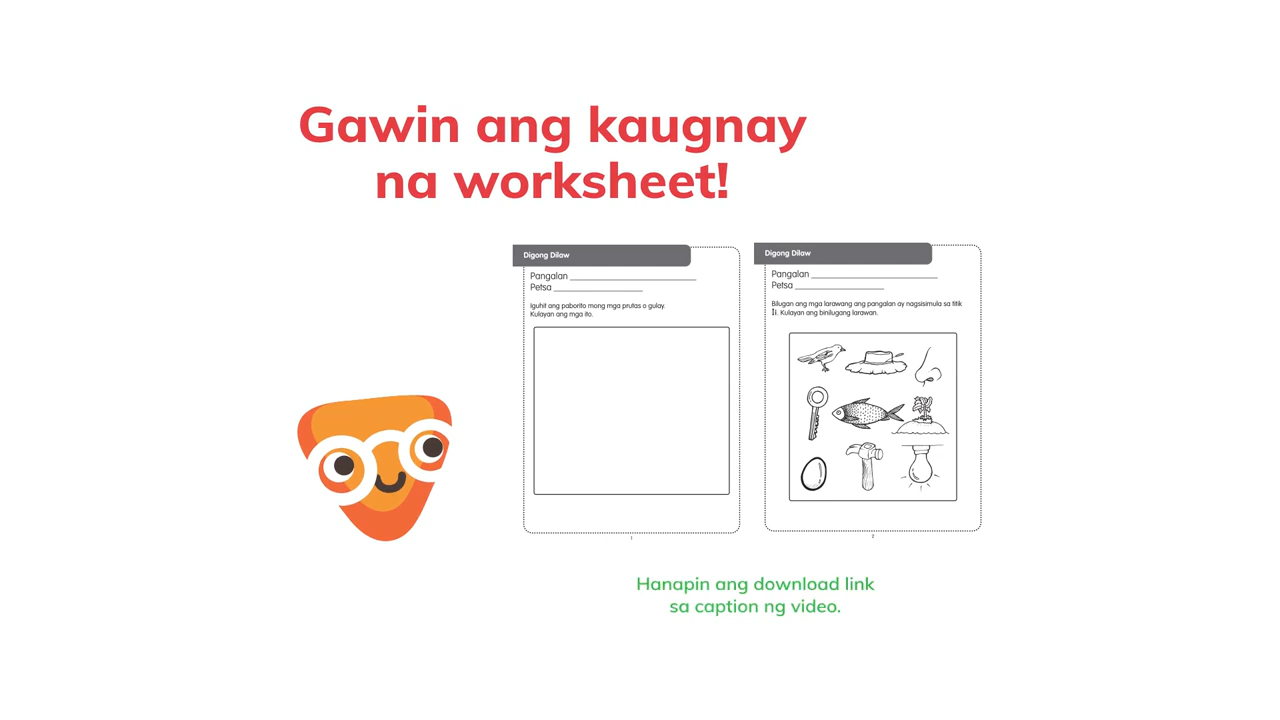 Gawin ang kaugnay
na worksheet!
Digong Dilaw
Pangalan
Petsa
Iguhit ang paborito mong mga prutas o gulay.
Kulayan ang mga ito.
1
Digong Dilaw
Pangalan
Petsa
Bilugan ang mga larawang ang pangalan ay nagsisimula sa titik
Ii. Kulayan ang binilugang larawan.
2
Hanapin ang download link
sa caption ng video.